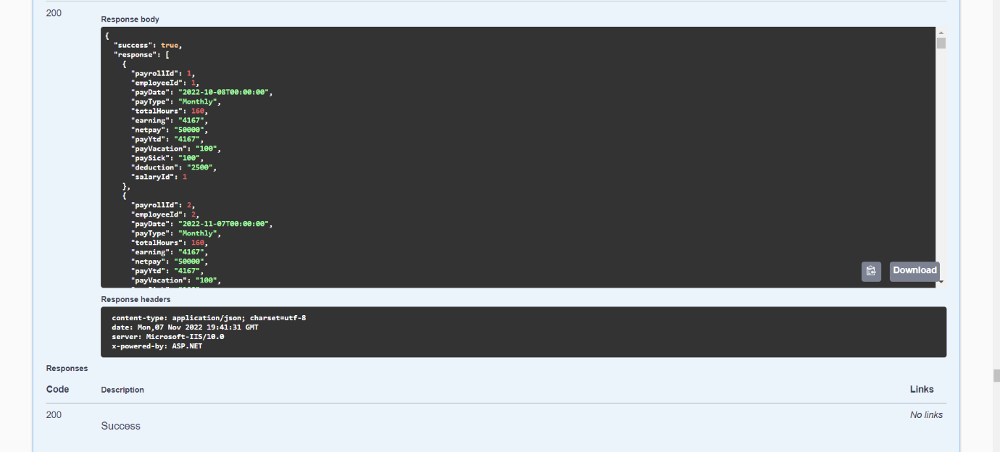 200
Response body
{
"success": true,
"response": [
{
"payrollId": 1,
"employeeId": 1,
"payDate": "2022-10-08T00:00:00",
"payType": "Monthly",
"totalHours": 160,
"earning": "4167",
"netpay": "50000",
"payYtd": "4167",
"payVacation": "100",
"paySick": "100",
"deduction": "2500",
"salaryId": 1
},
{
"payrollId": 2,
"employeeId": 2,
"payDate": "2022-11-07T00:00:00",
"payType": "Monthly",
"totalHours": 160,
"earning": "4167",
"netpay": "50000",
"payYtd": "4167",
"payVacation": "100",
Download
Response headers
content-type: application/json; charset=utf-8
date: Mon,07 Nov 2022 19:41:31 GMT
server: Microsoft-IIS/10.0
x-powered-by: ASP.NET
Responses
Code Description Links
200 Success No links